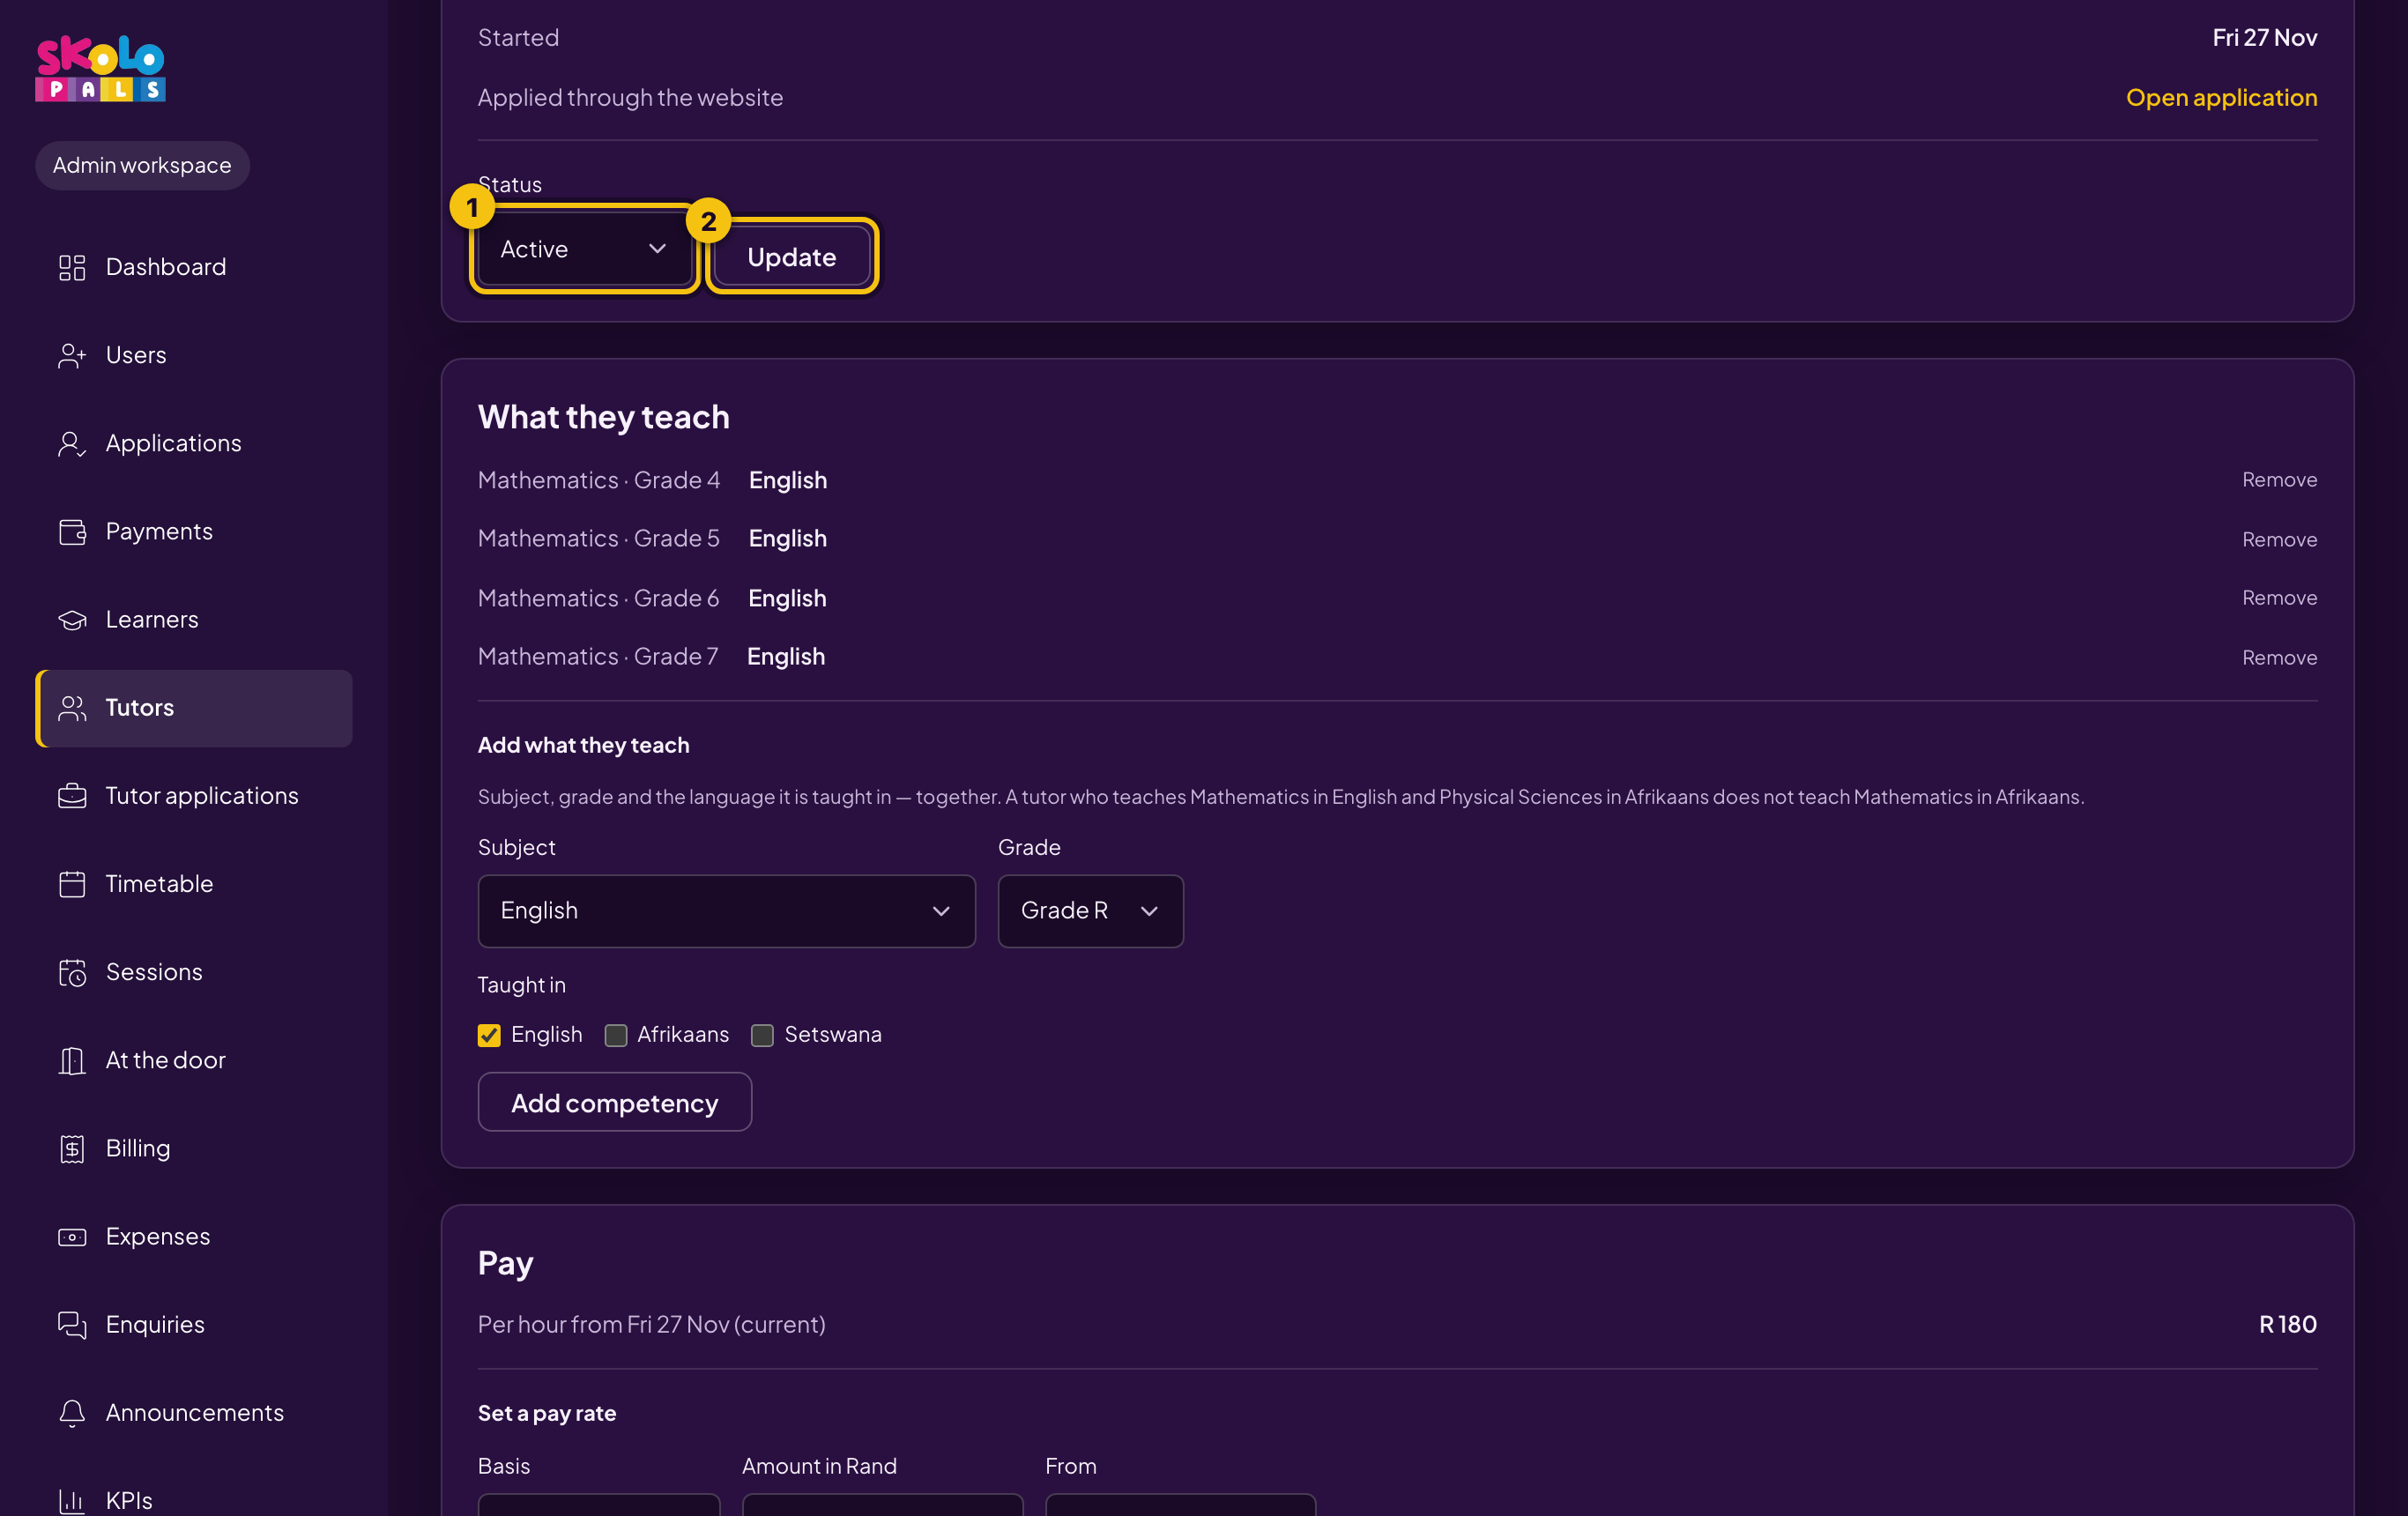 SKOLO
PALS
Admin workspace
Dashboard
Users
Applications
Payments
Learners
Tutors
Tutor applications
Timetable
Sessions
At the door
Billing
Expenses
Enquiries
Announcements
KPIs
Started Fri 27 Nov
Applied through the website Open application
Status
1 2
Active Update
What they teach
Mathematics · Grade 4 English Remove
Mathematics · Grade 5 English Remove
Mathematics · Grade 6 English Remove
Mathematics · Grade 7 English Remove
Add what they teach
Subject, grade and the language it is taught in — together. A tutor who teaches Mathematics in English and Physical Sciences in Afrikaans does not teach Mathematics in Afrikaans.
Subject Grade
English Grade R
Taught in
English Afrikaans Setswana
Add competency
Pay
Per hour from Fri 27 Nov (current) R 180
Set a pay rate
Basis Amount in Rand From